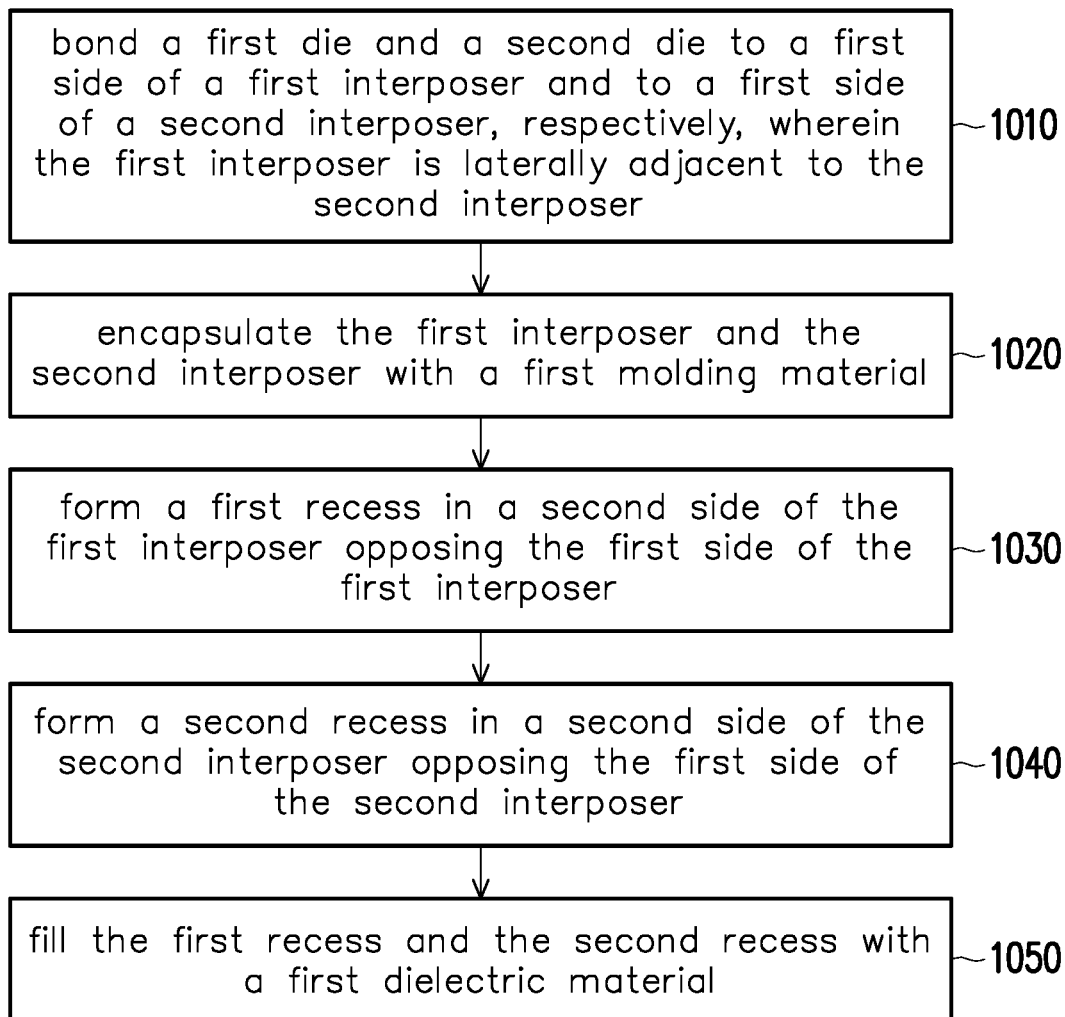 bond a first die and a second die to a first
side of a first interposer and to a first side
of a second interposer, respectively, wherein
the first interposer is laterally adjacent to the
second interposer
1010
encapsulate the first interposer and the
second interposer with a first molding material
1020
form a first recess in a second side of the
first interposer opposing the first side of the
first interposer
1030
form a second recess in a second side of the
second interposer opposing the first side of
the second interposer
1040
fill the first recess and the second recess with
a first dielectric material
1050